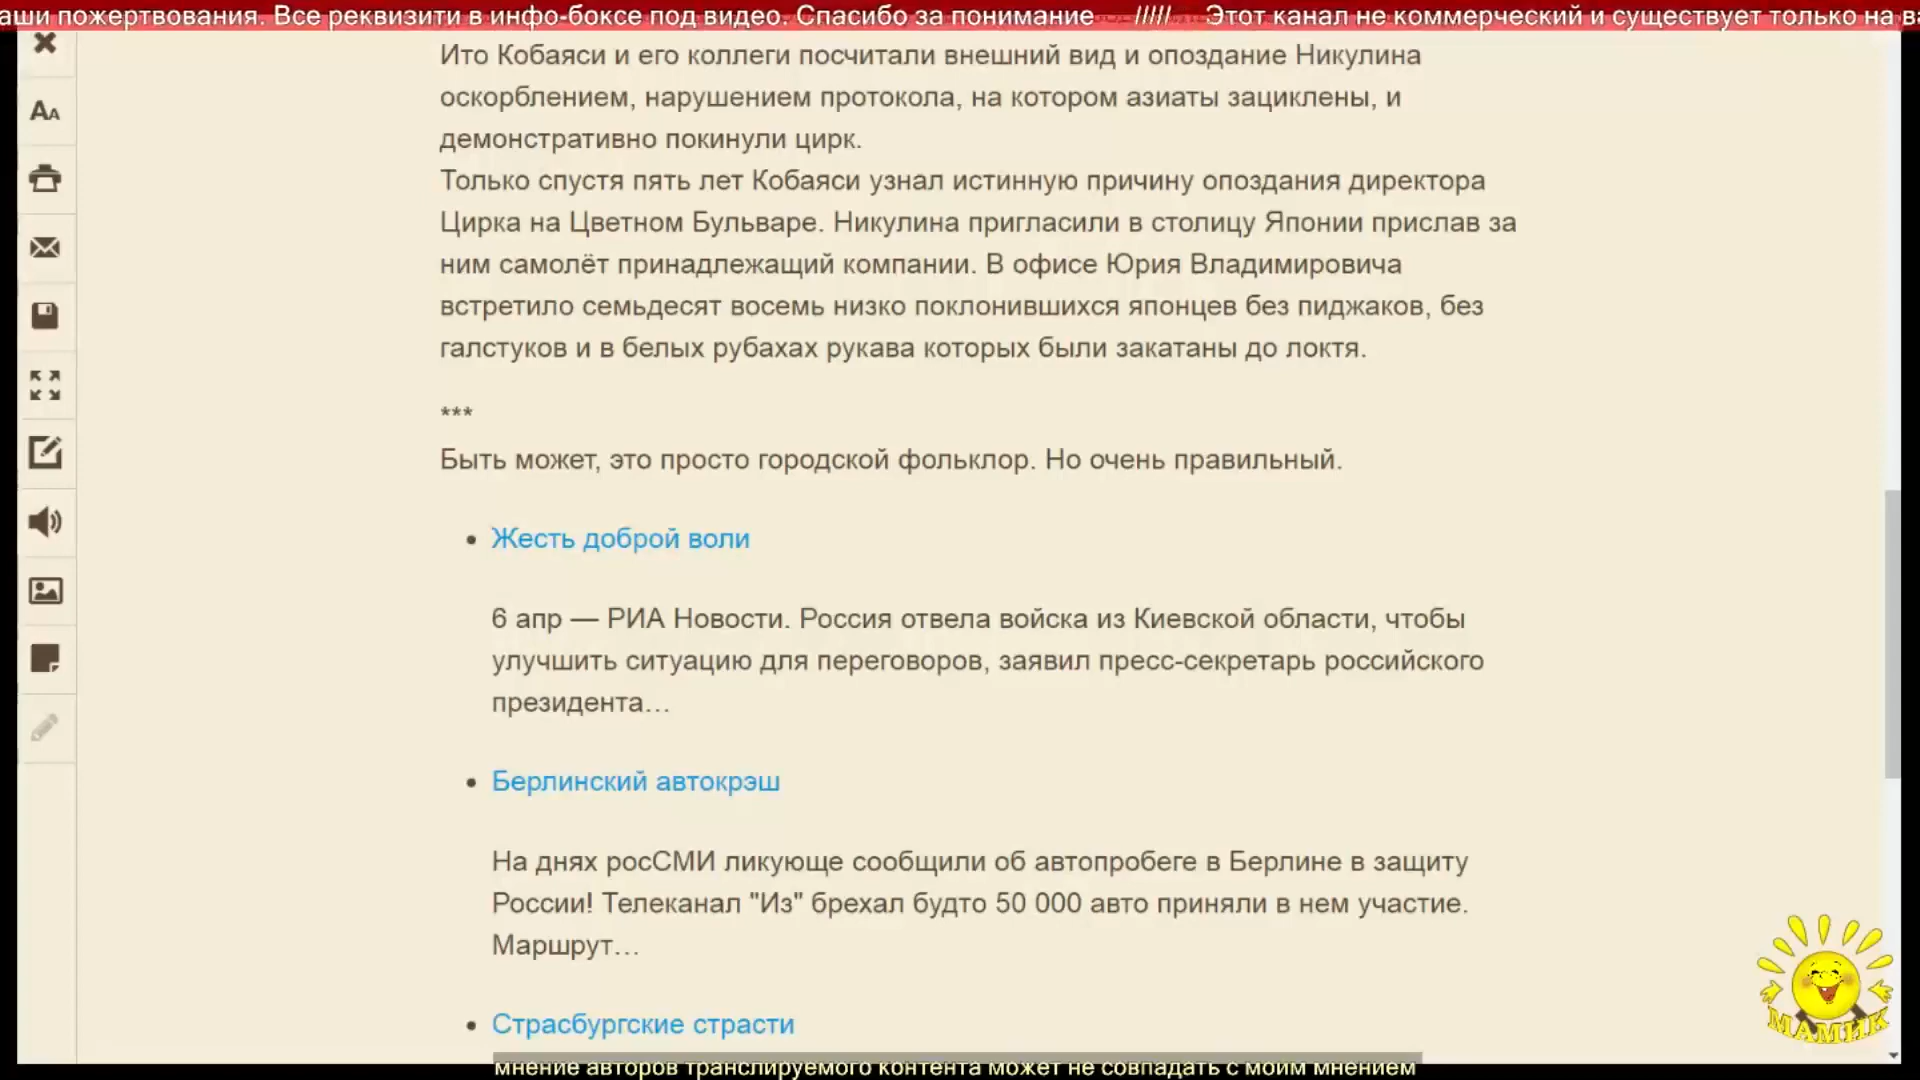 аши пожертвования. Все реквизити в инфо-боксе под видео. Спасибо за понимание ///// Этот канал не коммерческий и существует только на ва
Ито Кобаяси и его коллеги посчитали внешний вид и опоздание Никулина
оскорблением, нарушением протокола, на котором азиаты зациклены, и
демонстративно покинули цирк.
Только спустя пять лет Кобаяси узнал истинную причину опоздания директора
Цирка на Цветном Бульваре. Никулина пригласили в столицу Японии прислав за
ним самолёт принадлежащий компании. В офисе Юрия Владимировича
встретило семьдесят восемь низко поклонившихся японцев без пиджаков, без
галстуков и в белых рубахах рукава которых были закатаны до локтя.
***
Быть может, это просто городской фольклор. Но очень правильный.
• Жесть доброй воли
6 апр — РИА Новости. Россия отвела войска из Киевской области, чтобы
улучшить ситуацию для переговоров, заявил пресс-секретарь российского
президента…
• Берлинский автокрэш
На днях росСМИ ликующе сообщили об автопробеге в Берлине в защиту
России! Телеканал "Из" брехал будто 50 000 авто приняли в нем участие.
Маршрут…
• Страсбургские страсти
МАМИК
мнение авторов транслируемого контента может не совпадать с моим мнением